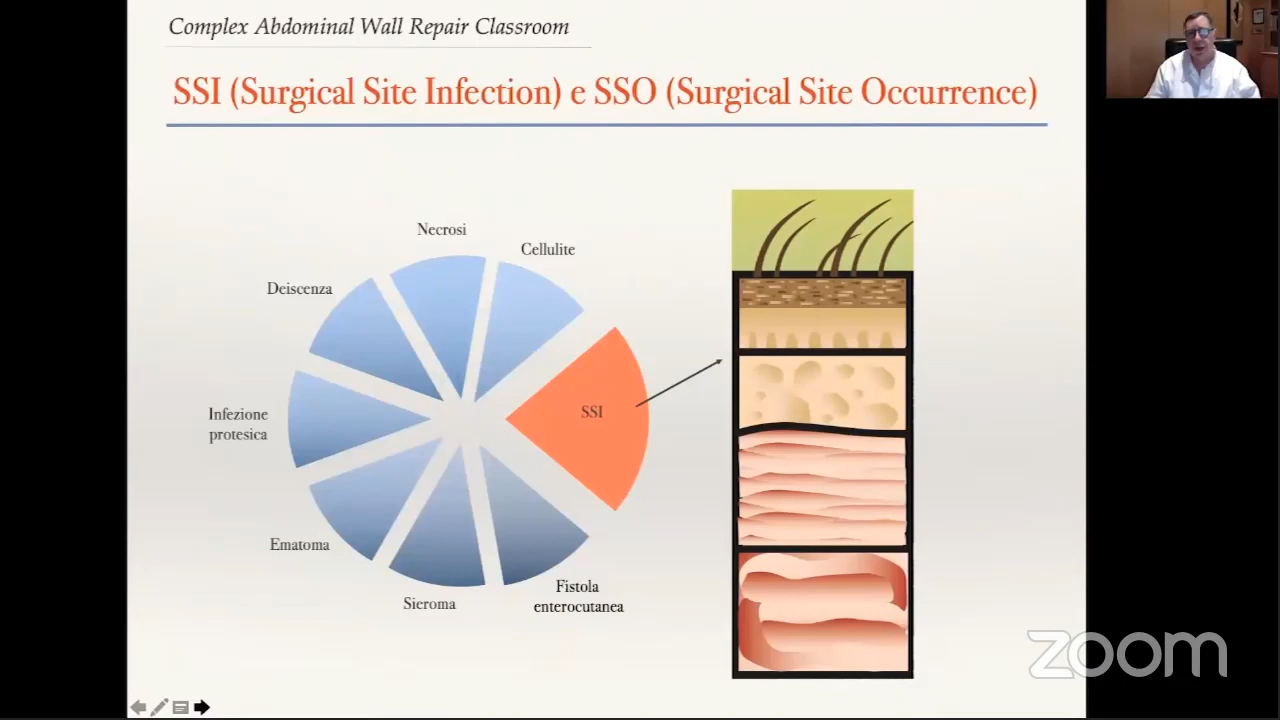 Complex Abdominal Wall Repair Classroom
SSI (Surgical Site Infection) e SSO (Surgical Site Occurrence)
Necrosi
Cellulite
Deiscenza
SSI
Infezione
protesica
Ematoma
Sieroma
Fistola
enterocutanea
zoom